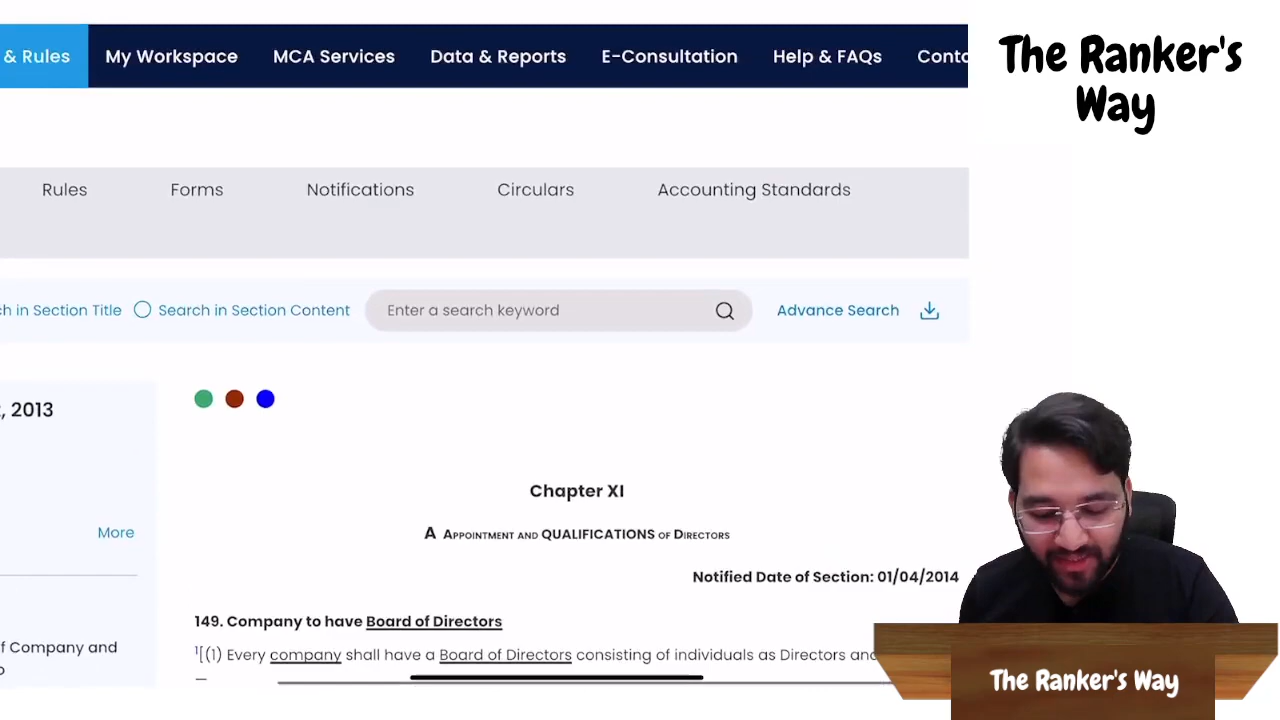 & Rules My Workspace MCA Services Data & Reports E-Consultation Help & FAQs
The Ranker's
Way
Rules Forms Notifications Circulars Accounting Standards
in Section Title Search in Section Content Enter a search keyword Advance Search
, 2013
Chapter XI
More
A APPOINTMENT AND QUALIFICATIONS OF DIRECTORS
Notified Date of Section: 01/04/2014
149. Company to have Board of Directors
Company and
1[(1) Every company shall have a Board of Directors consisting of individuals as Directors and
The Ranker's Way